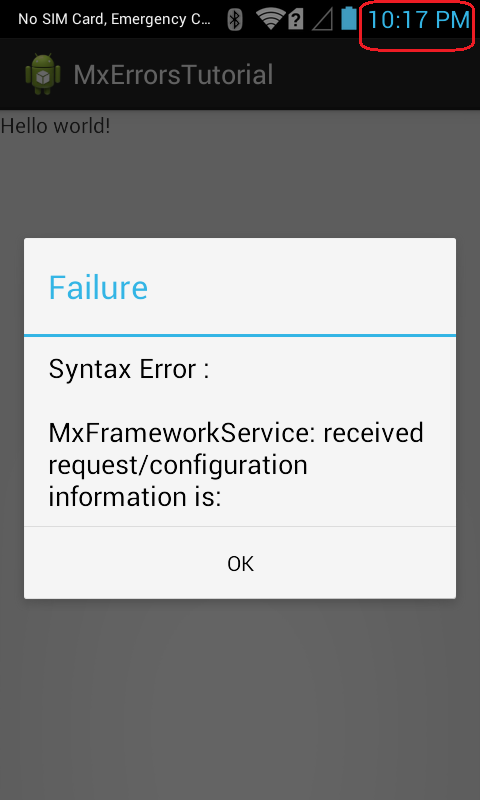 No SIM Card, Emergency C... 10:17 PM
MxErrorsTutorial
Hello world!
Failure
Syntax Error :
MxFrameworkService: received
request/configuration
information is:
OK